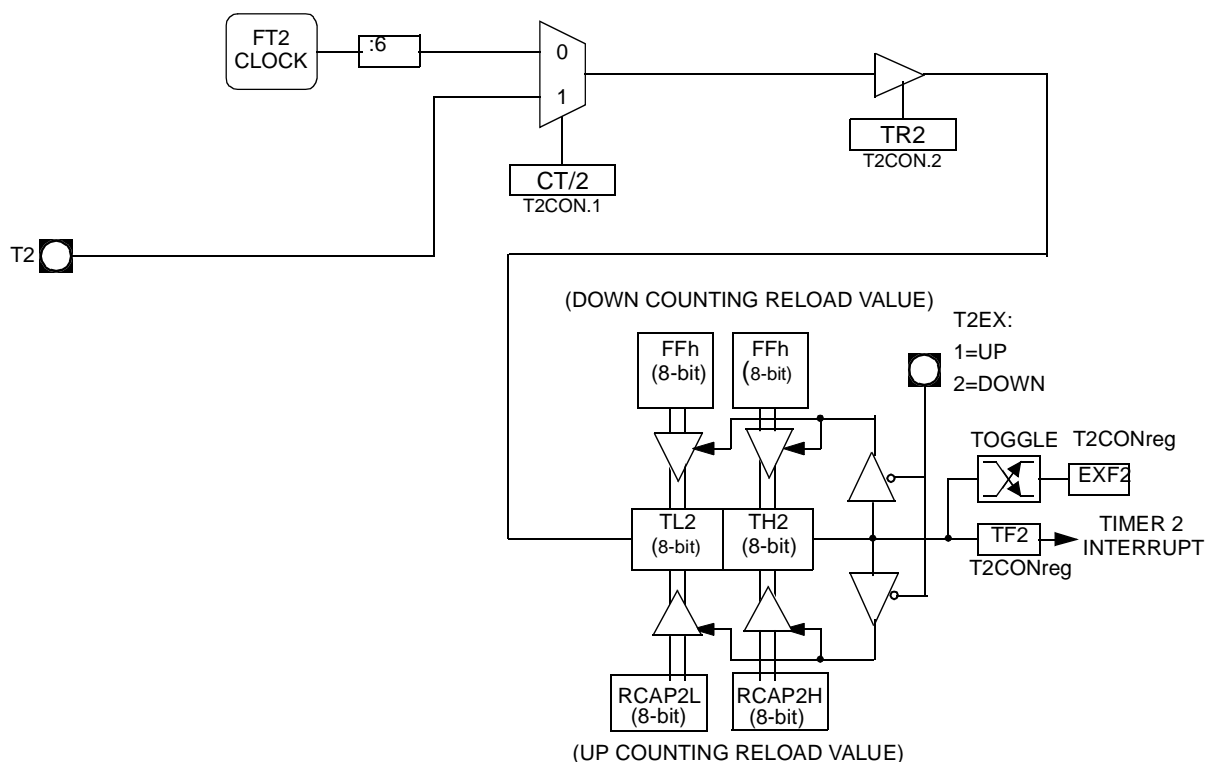 FT2
CLOCK
:6
0
1
TR2
T2CON.2
CT/2
T2CON.1
T2
(DOWN COUNTING RELOAD VALUE)
T2EX:
1=UP
2=DOWN
FFh
(8-bit)
FFh
(8-bit)
TOGGLE
T2CONreg
EXF2
TL2
(8-bit)
TH2
(8-bit)
TF2
TIMER 2
INTERRUPT
T2CONreg
RCAP2L
(8-bit)
RCAP2H
(8-bit)
(UP COUNTING RELOAD VALUE)